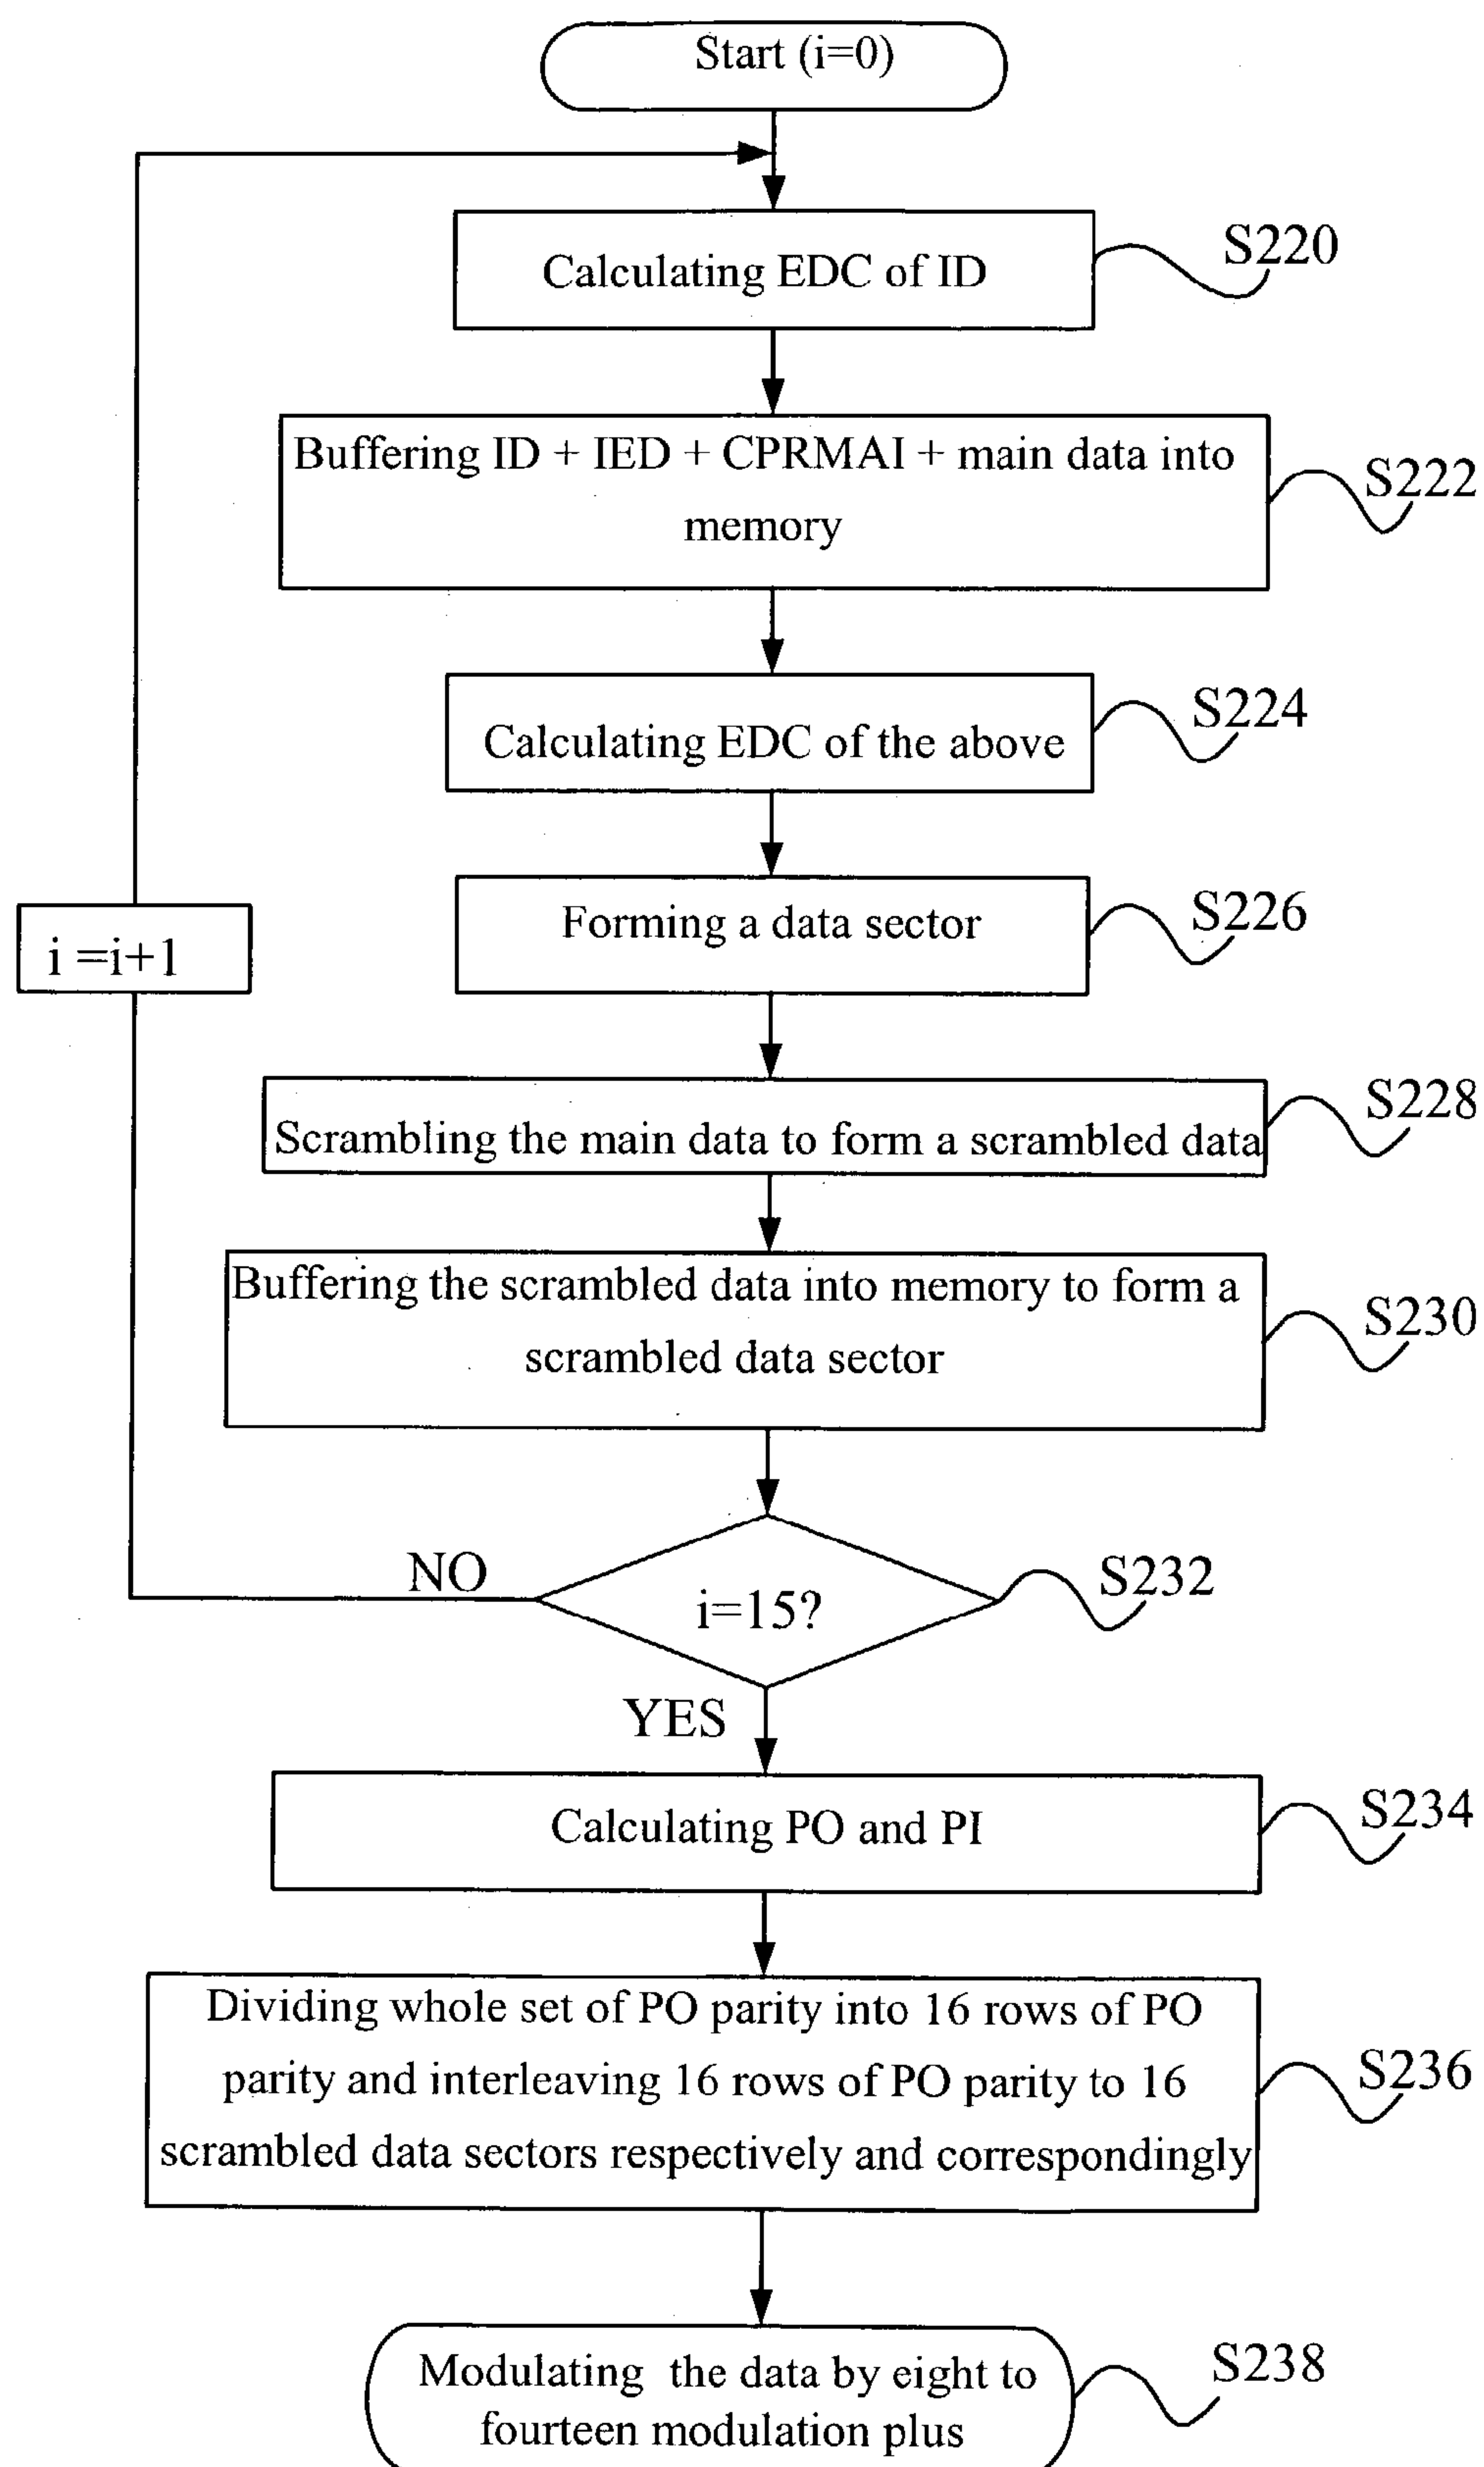 Start (i=0)
Calculating EDC of ID
S220
Buffering ID + IED + CPRMAI + main data into
memory
S222
Calculating EDC of the above
S224
Forming a data sector
S226
i =i+1
Scrambling the main data to form a scrambled data
S228
Buffering the scrambled data into memory to form a
scrambled data sector
S230
NO
i=15?
S232
YES
Calculating PO and PI
S234
Dividing whole set of PO parity into 16 rows of PO
parity and interleaving 16 rows of PO parity to 16
scrambled data sectors respectively and correspondingly
S236
Modulating the data by eight to
fourteen modulation plus
S238